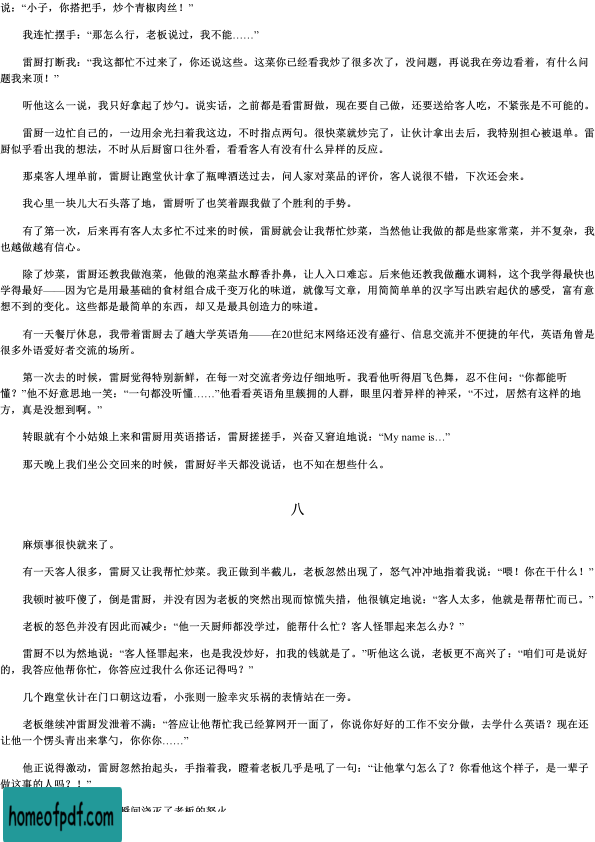 说：“小子，你搭把手，炒个青椒肉丝！”
我连忙摆手：“那怎么行，老板说过，我不能……”
雷厨打断我：“我这都忙不过来了，你还说这些。这菜你已经看我炒了很多次了，没问题，再说我在旁边看着，有什么问
题我来顶！”
听他这么一说，我只好拿起了炒勺。说实话，之前都是看雷厨做，现在要自己做，还要送给客人吃，不紧张是不可能的。
雷厨一边忙自己的，一边用余光扫着我这边，不时指点两句。很快菜就炒完了，让伙计拿出去后，我特别担心被退单。雷
厨似乎看出我的想法，不时从后厨窗口往外看，看看客人有没有什么异样的反应。
那桌客人埋单前，雷厨让跑堂伙计拿了瓶啤酒送过去，问人家对菜品的评价，客人说很不错，下次还会来。
我心里一块儿大石头落了地，雷厨听了也笑着跟我做了个胜利的手势。
有了第一次，后来再有客人太多忙不过来的时候，雷厨就会让我帮忙炒菜，当然他让我做的都是些家常菜，并不复杂，我
也越做越有信心。
除了炒菜，雷厨还教我做泡菜，他做的泡菜盐水醇香扑鼻，让人入口难忘。后来他还教我做蘸水调料，这个我学得最快也
学得最好——因为它是用最基础的食材组合成千变万化的味道，就像写文章，用简简单单的汉字写出跌宕起伏的感受，富有意
想不到的变化。这些都是最简单的东西，却又是最具创造力的味道。
有一天餐厅休息，我带着雷厨去了趟大学英语角——在20世纪末网络还没有盛行、信息交流并不便捷的年代，英语角曾是
很多外语爱好者交流的场所。
第一次去的时候，雷厨觉得特别新鲜，在每一对交流者旁边仔细地听。我看他听得眉飞色舞，忍不住问：“你都能听
懂？”他不好意思地一笑：“一句都没听懂……”他看看英语角里簇拥的人群，眼里闪着异样的神采，“不过，居然有这样的地
方，真是没想到啊。”
转眼就有个小姑娘上来和雷厨用英语搭话，雷厨搓搓手，兴奋又窘迫地说：“My name is…”
那天晚上我们坐公交回来的时候，雷厨好半天都没说话，也不知在想些什么。
八
麻烦事很快就来了。
有一天客人很多，雷厨又让我帮忙炒菜。我正做到半截儿，老板忽然出现了，怒气冲冲地指着我说：“喂！你在干什么！”
我顿时被吓傻了，倒是雷厨，并没有因为老板的突然出现而惊慌失措，他很镇定地说：“客人太多，他就是帮帮忙而已。”
老板的怒色并没有因此而减少：“他一天厨师都没学过，能帮什么忙？客人怪罪起来怎么办？”
雷厨不以为然地说：“客人怪罪起来，也是我没炒好，扣我的钱就是了。”听他这么说，老板更不高兴了：“咱们可是说好
的，我答应他帮你忙，你答应过我什么你还记得吗？”
几个跑堂伙计在门口朝这边看，小张则一脸幸灾乐祸的表情站在一旁。
老板继续冲雷厨发泄着不满：“答应让他帮忙我已经算网开一面了，你说你好好的工作不安分做，去学什么英语？现在还
让他一个愣头青出来掌勺，你你你……”
他正说得激动，雷厨忽然抬起头，手指着我，瞪着老板几乎是吼了一句：“让他掌勺怎么了？你看他这个样子，是一辈子
做这事的人吗？！”
瞬间浇灭了老板的怒火
homeofpdf.com